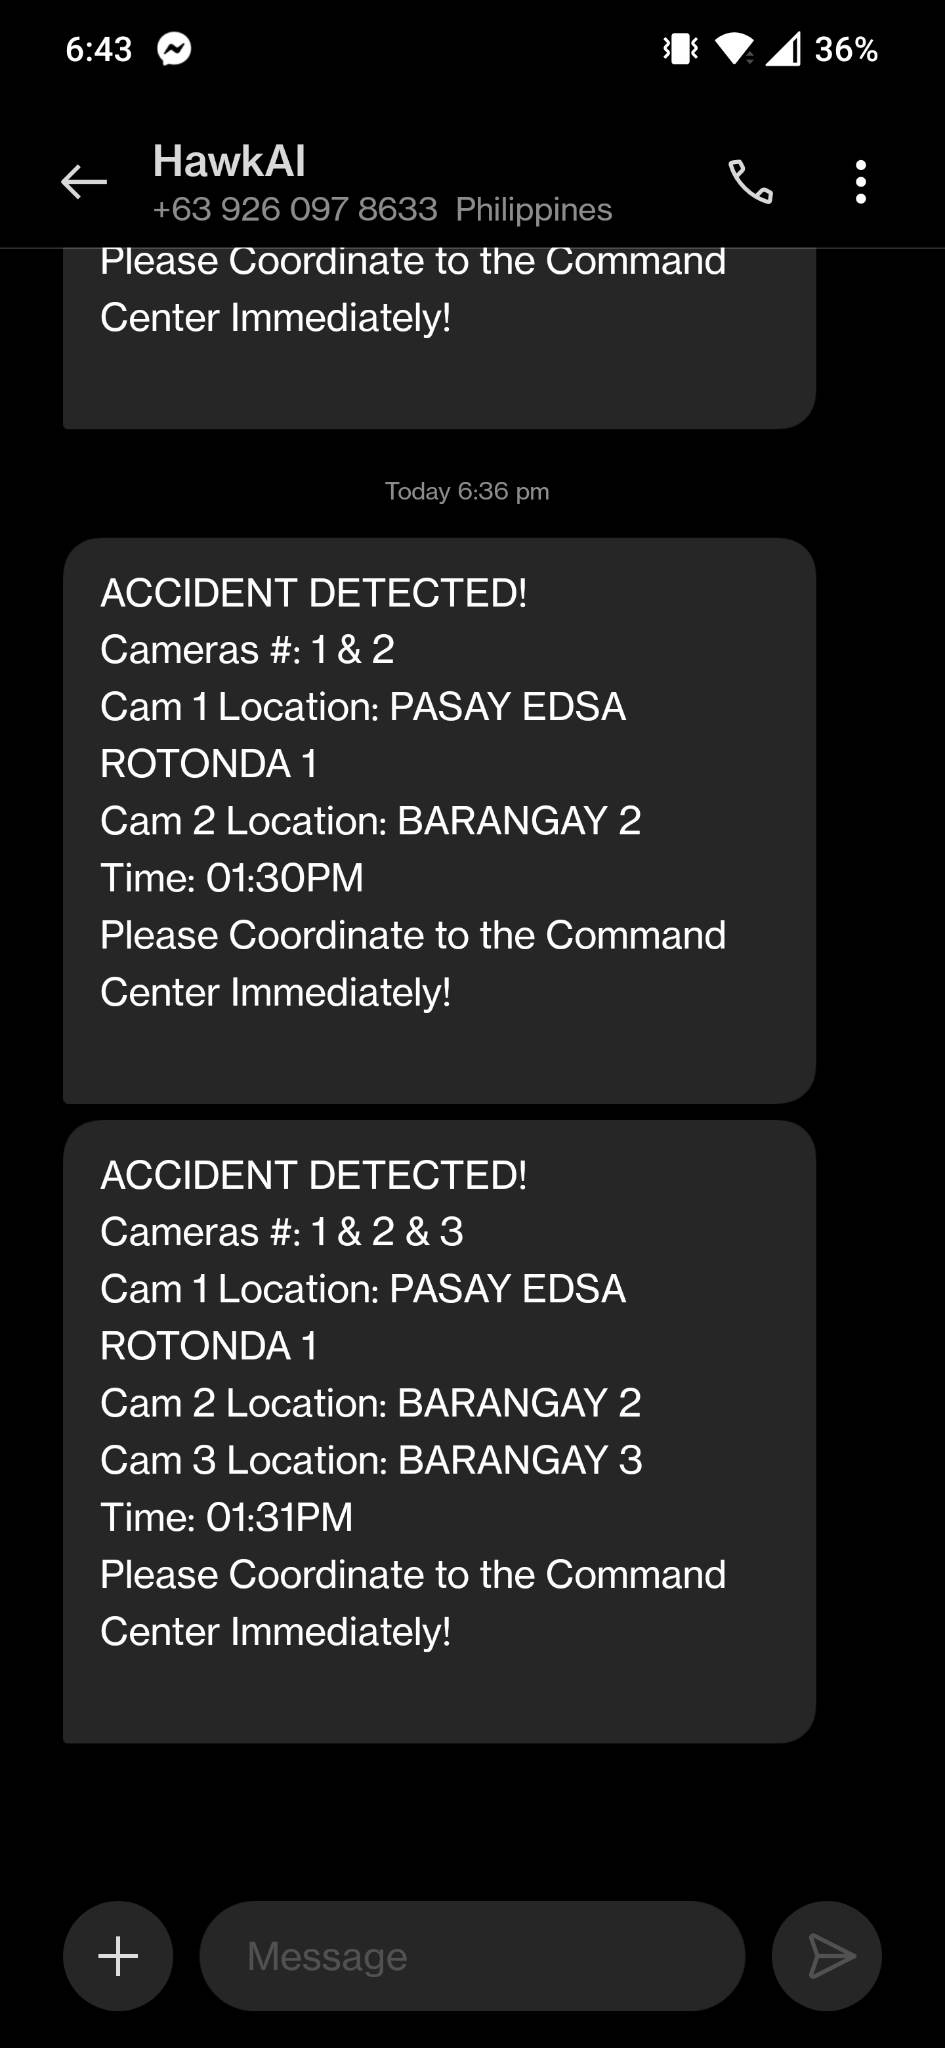 6:43
36%
HawkAI
+63 926 097 8633 Philippines
Please Coordinate to the Command
Center Immediately!
Today 6:36 pm
ACCIDENT DETECTED!
Cameras #: 1 & 2
Cam 1 Location: PASAY EDSA
ROTONDA 1
Cam 2 Location: BARANGAY 2
Time: 01:30PM
Please Coordinate to the Command
Center Immediately!
ACCIDENT DETECTED!
Cameras #: 1 & 2 & 3
Cam 1 Location: PASAY EDSA
ROTONDA 1
Cam 2 Location: BARANGAY 2
Cam 3 Location: BARANGAY 3
Time: 01:31PM
Please Coordinate to the Command
Center Immediately!
Message